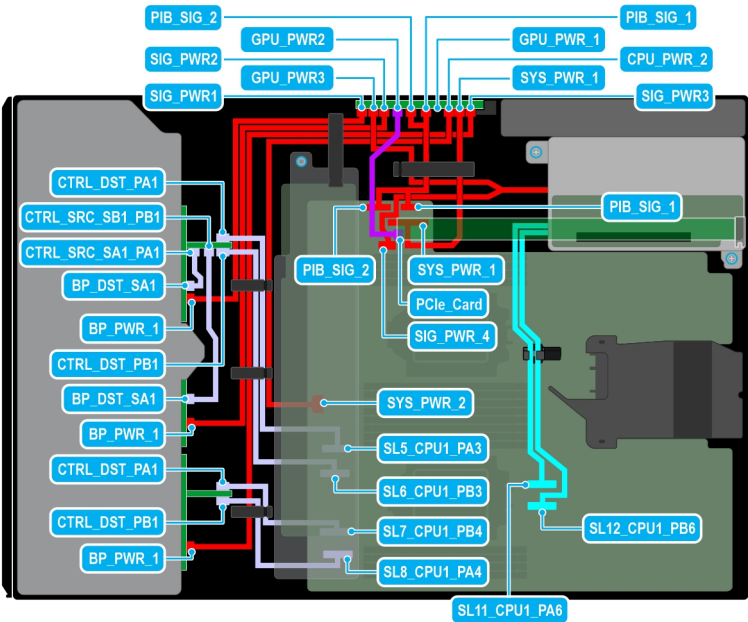 PIB_SIG_2
PIB_SIG_1
GPU_PWR2
GPU_PWR_1
SIG_PWR2
CPU_PWR_2
GPU_PWR3
SYS_PWR_1
SIG_PWR1
SIG_PWR3
CTRL_DST_PA1
CTRL_SRC_SB1_PB1
PIB_SIG_1
CTRL_SRC_SA1_PA1
PIB_SIG_2
SYS_PWR_1
BP_DST_SA1
PCIe_Card
BP_PWR_1
SIG_PWR_4
CTRL_DST_PB1
BP_DST_SA1
SYS_PWR_2
BP_PWR_1
SL5_CPU1_PA3
CTRL_DST_PA1
SL6_CPU1_PB3
CTRL_DST_PB1
SL7_CPU1_PB4
SL12_CPU1_PB6
BP_PWR_1
SL8_CPU1_PA4
SL11_CPU1_PA6